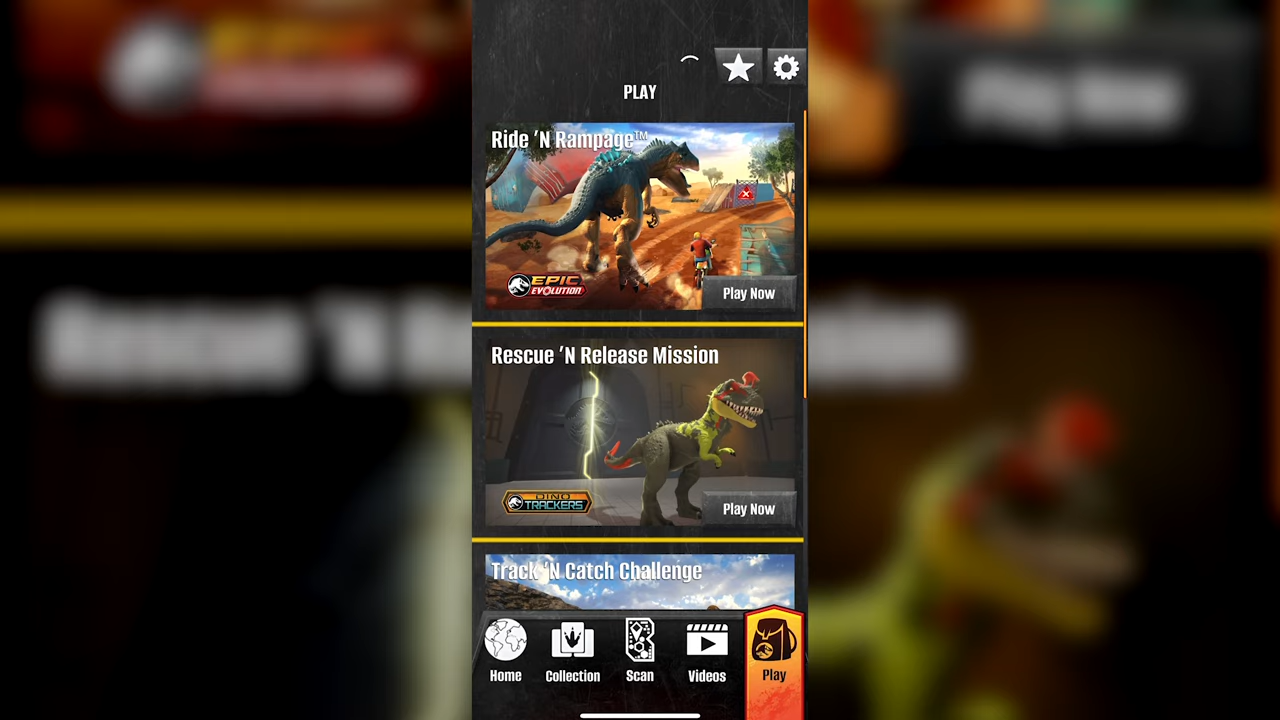 PLAY
Ride 'N Rampage™
EPIC
EVOLUTION
Play Now
Rescue 'N Release Mission
DINO
TRACKERS
Play Now
Track 'N Catch Challenge
Home
Collection
Scan
Videos
Play